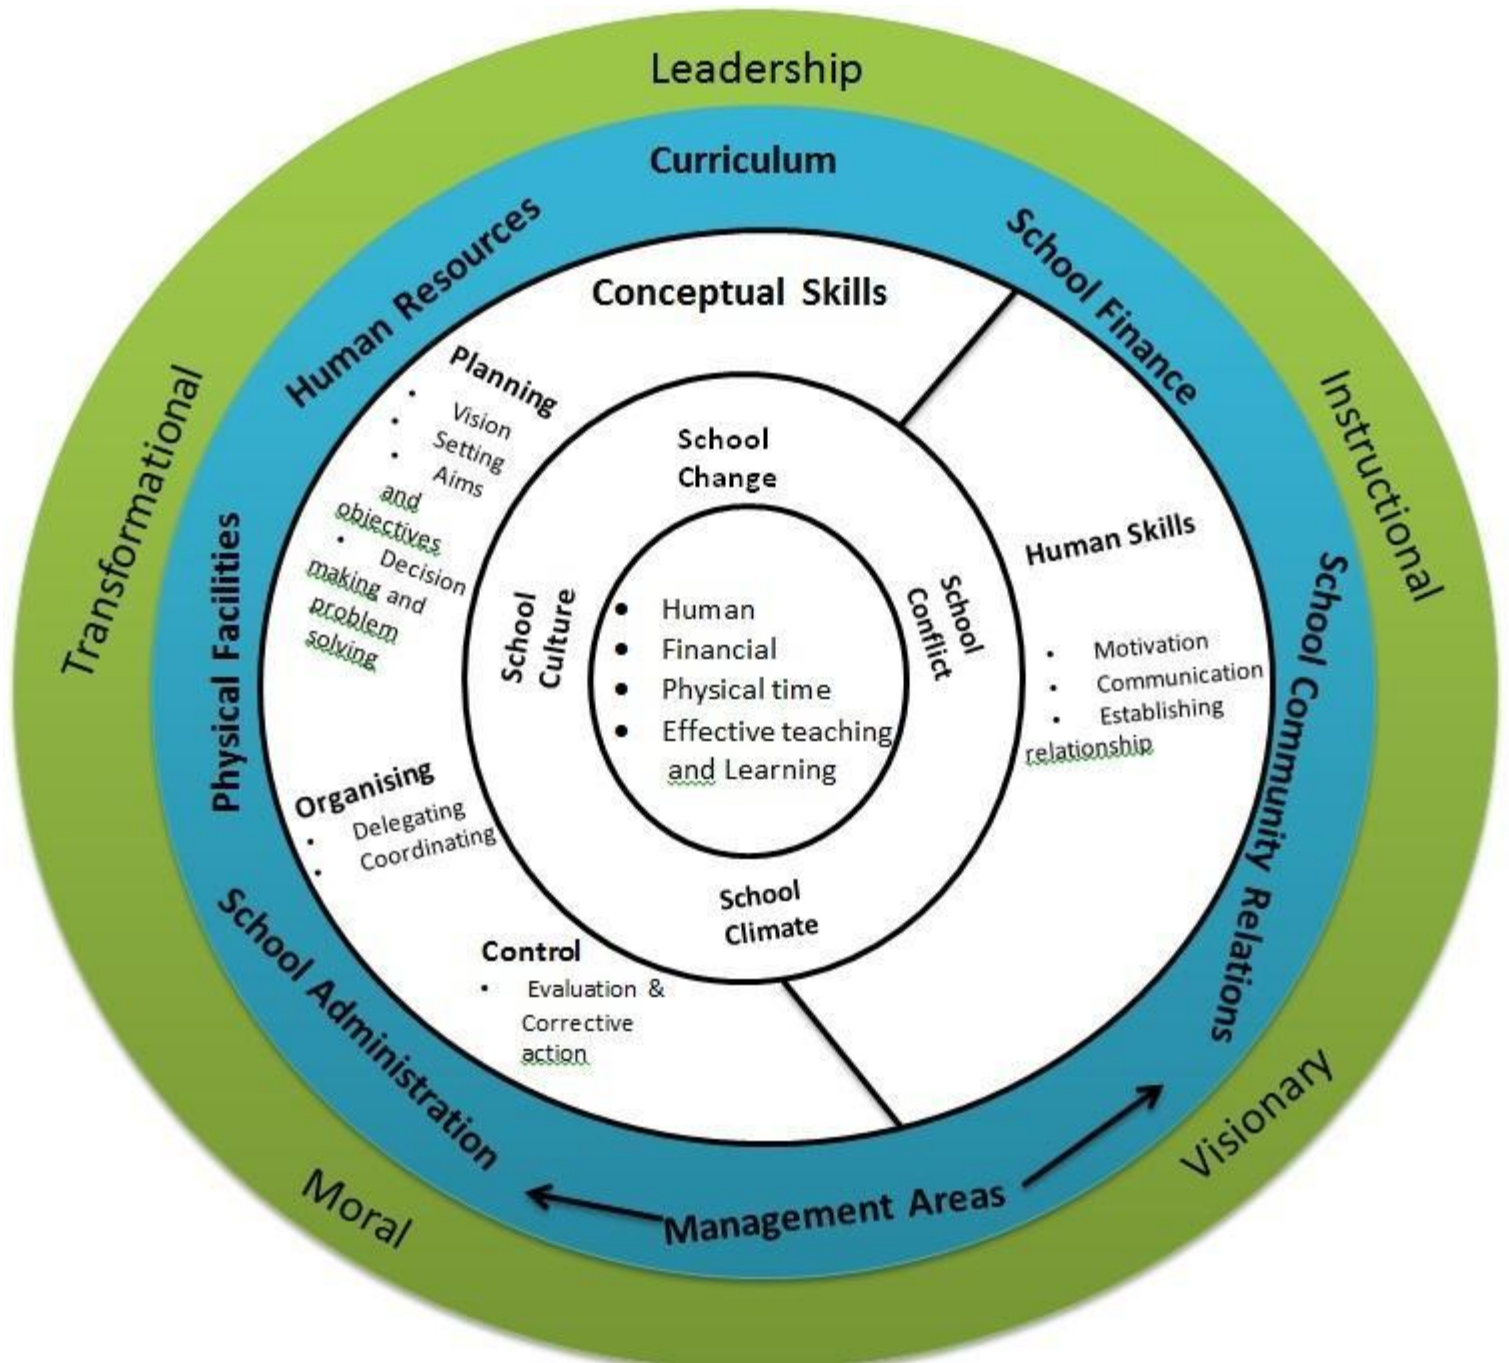 Leadership
Transformational
Instructional
Moral
Visionary
Curriculum
Human Resources
School Finance
Physical Facilities
School Community Relations
School Administration
Management Areas
Conceptual Skills
Planning
• Vision
• Setting
• Aims
and
objectives
• Decision
making and
problem
solving
Organising
• Delegating
• Coordinating
Control
• Evaluation &
Corrective
action
Human Skills
• Motivation
• Communication
• Establishing
relationship
School
Change
School
Culture
School
Conflict
School
Climate
• Human
• Financial
• Physical time
• Effective teaching
and Learning